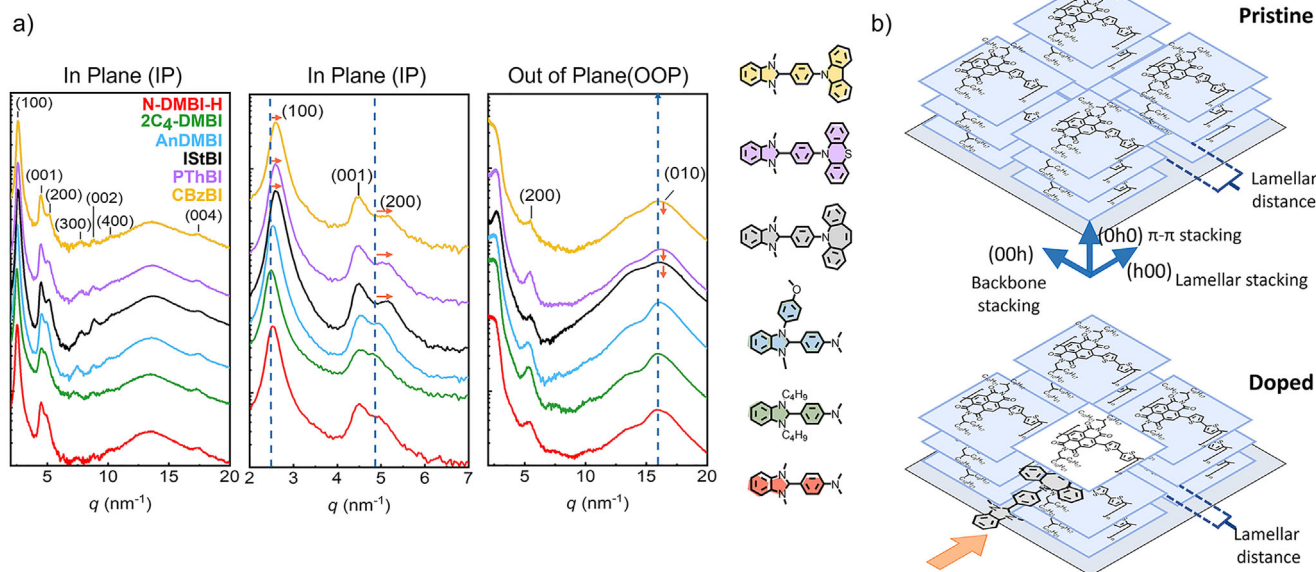 a)
In Plane (IP)
(100)
N-DMBI-H
2C₄-DMBI
AnDMBI
IStBI
PThBI
CBzBI
(001)
(200)
(300)
(002)
(400)
(004)
5
10
15
20
q (nm⁻¹)
In Plane (IP)
(100)
(001)
(200)
2
3
4
5
6
7
q (nm⁻¹)
Out of Plane(OOP)
(200)
(010)
5
10
15
20
q (nm⁻¹)
N
N
N
N
N
N
S
N
N
N
O
N
N
N
C₄H₉
N
N
N
C₄H₉
N
N
N
b)
Pristine
Lamellar
distance
(0h0) π-π stacking
(00h)
Backbone
stacking
(h00) Lamellar stacking
Doped
Lamellar
distance